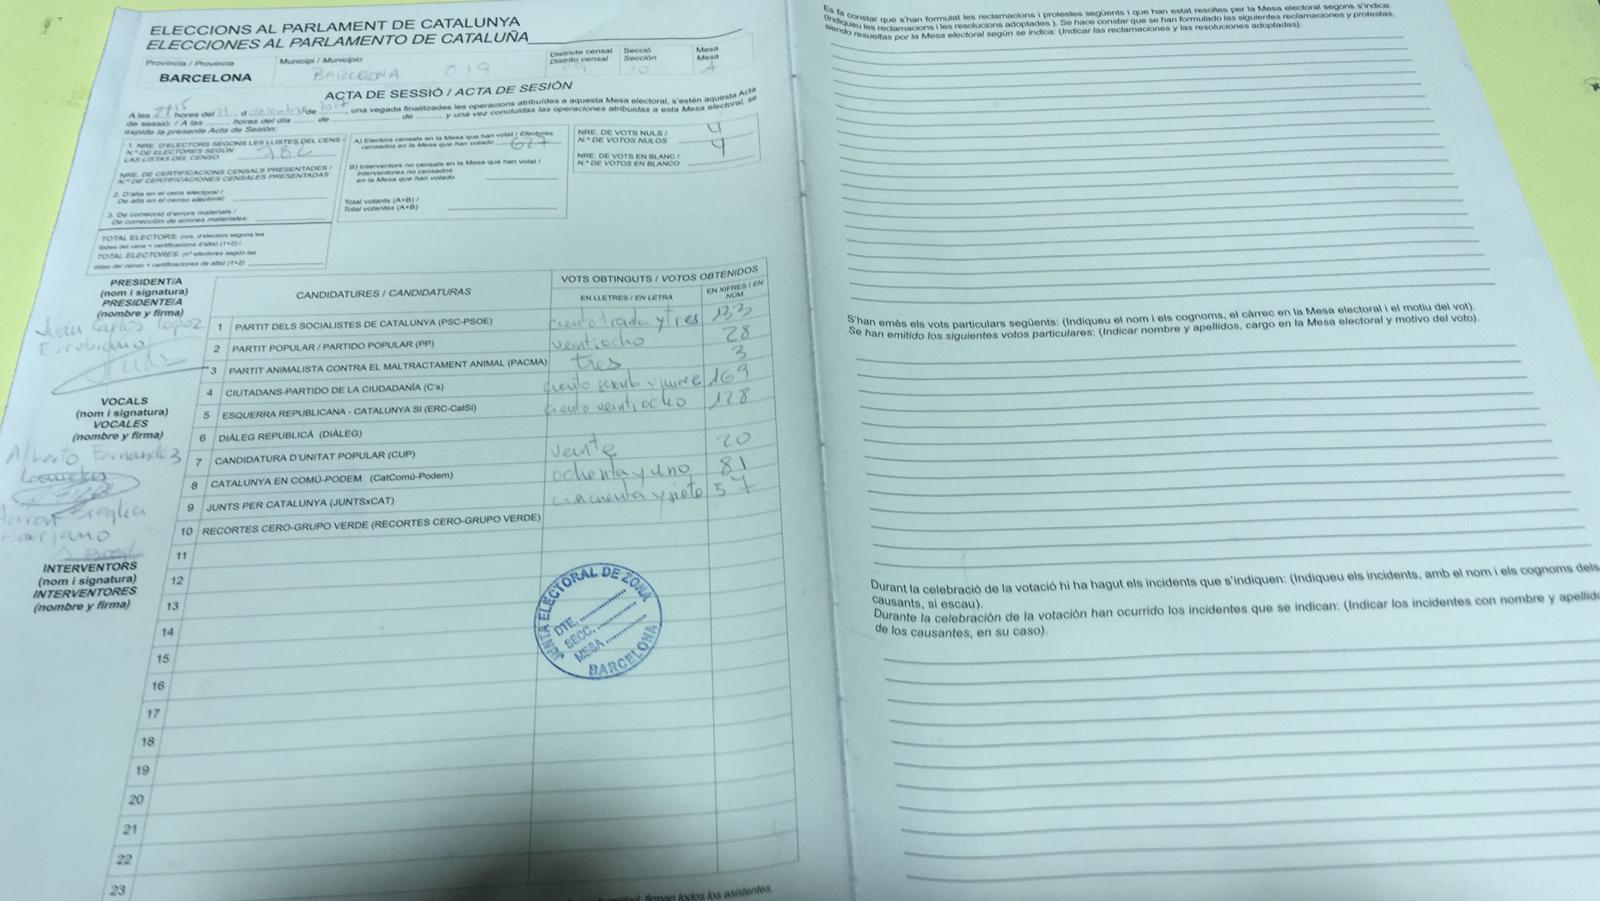 ELECCIONS AL PARLAMENT DE CATALUNYA
ELECCIONES AL PARLAMENTO DE CATALUÑA
Província / Provincia
BARCELONA
Municipi / Municipio
BARCELONA 019
Districte censal
Distrito censal
09
Secció
Sección
10
Mesa
Mesa
A
ACTA DE SESSIÓ / ACTA DE SESIÓN
A les hores del d de 2017, una vegada finalitzades les operacions atribuïdes a aquesta Mesa electoral, s'estén aquesta Acta
de sessió. / A las horas del día de de , y una vez concluidas las operaciones atribuidas a esta Mesa electoral, se
expide la presente Acta de Sesión:
1. NRE. D'ELECTORS SEGONS LES LLISTES DEL CENS /
N.º DE ELECTORES SEGÚN
LAS LISTAS DEL CENSO 782
NRE. DE CERTIFICACIONS CENSALS PRESENTADES /
N.º DE CERTIFICACIONES CENSALES PRESENTADAS
2. D'alta en el cens electoral /
De alta en el censo electoral:
3. De correcció d'errors materials /
De corrección de errores materiales:
TOTAL ELECTORS: (nre. d'electors segons les
llistes del cens + certificacions d'alta) (1+2) /
TOTAL ELECTORES: (nº electores según las
listas del censo + certificaciones de alta) (1+2)
A) Electors censats en la Mesa que han votat / Electores
censados en la Mesa que han votado 627
B) Interventors no censats en la Mesa que han votat /
Interventores no censados
en la Mesa que han votado
Total votants (A+B) /
Total votantes (A+B)
NRE. DE VOTS NULS /
N.º DE VOTOS NULOS 4
NRE. DE VOTS EN BLANC /
N.º DE VOTOS EN BLANCO 4
PRESIDENT/A
(nom i signatura)
PRESIDENTE/A
(nombre y firma)
Juan Carlos Lopez
VOCALS
(nom i signatura)
VOCALES
(nombre y firma)
Alberto Fernandez
INTERVENTORS
(nom i signatura)
INTERVENTORES
(nombre y firma)
CANDIDATURES / CANDIDATURAS
VOTS OBTINGUTS / VOTOS OBTENIDOS
EN LLETRES / EN LETRA
EN XIFRES / EN NÚM.
1 PARTIT DELS SOCIALISTES DE CATALUNYA (PSC-PSOE) ciento treinta y tres 133
2 PARTIT POPULAR / PARTIDO POPULAR (PP) veintiocho 28
3 PARTIT ANIMALISTA CONTRA EL MALTRACTAMENT ANIMAL (PACMA) tres 3
4 CIUTADANS-PARTIDO DE LA CIUDADANÍA (C's) ciento sesenta y nueve 169
5 ESQUERRA REPUBLICANA - CATALUNYA SI (ERC-CatSí) ciento veintiocho 128
6 DIÀLEG REPUBLICÀ (DIÀLEG)
7 CANDIDATURA D'UNITAT POPULAR (CUP) veinte 20
8 CATALUNYA EN COMÚ-PODEM (CatComú-Podem) ochenta y uno 81
9 JUNTS PER CATALUNYA (JUNTSxCAT) cincuenta y siete 57
10 RECORTES CERO-GRUPO VERDE (RECORTES CERO-GRUPO VERDE)
11
12
13
14
15
16
17
18
19
20
21
22
23
JUNTA ELECTORAL DE ZONA
DTE.
SECC.
MESA
BARCELONA
firman todos los asistentes.
Es fa constar que s'han formulat les reclamacions i protestes següents i que han estat resoltes per la Mesa electoral segons s'indica:
(Indiqueu les reclamacions i les resolucions adoptades). Se hace constar que se han formulado las siguientes reclamaciones y protestas,
siendo resueltas por la Mesa electoral según se indica: (Indicar las reclamaciones y las resoluciones adoptadas).
S'han emès els vots particulars següents: (Indiqueu el nom i els cognoms, el càrrec en la Mesa electoral i el motiu del vot).
Se han emitido los siguientes votos particulares: (Indicar nombre y apellidos, cargo en la Mesa electoral y motivo del voto).
Durant la celebració de la votació hi ha hagut els incidents que s'indiquen: (Indiqueu els incidents, amb el nom i els cognoms dels
causants, si escau).
Durante la celebración de la votación han ocurrido los incidentes que se indican: (Indicar los incidentes con nombre y apellidos
de los causantes, en su caso).